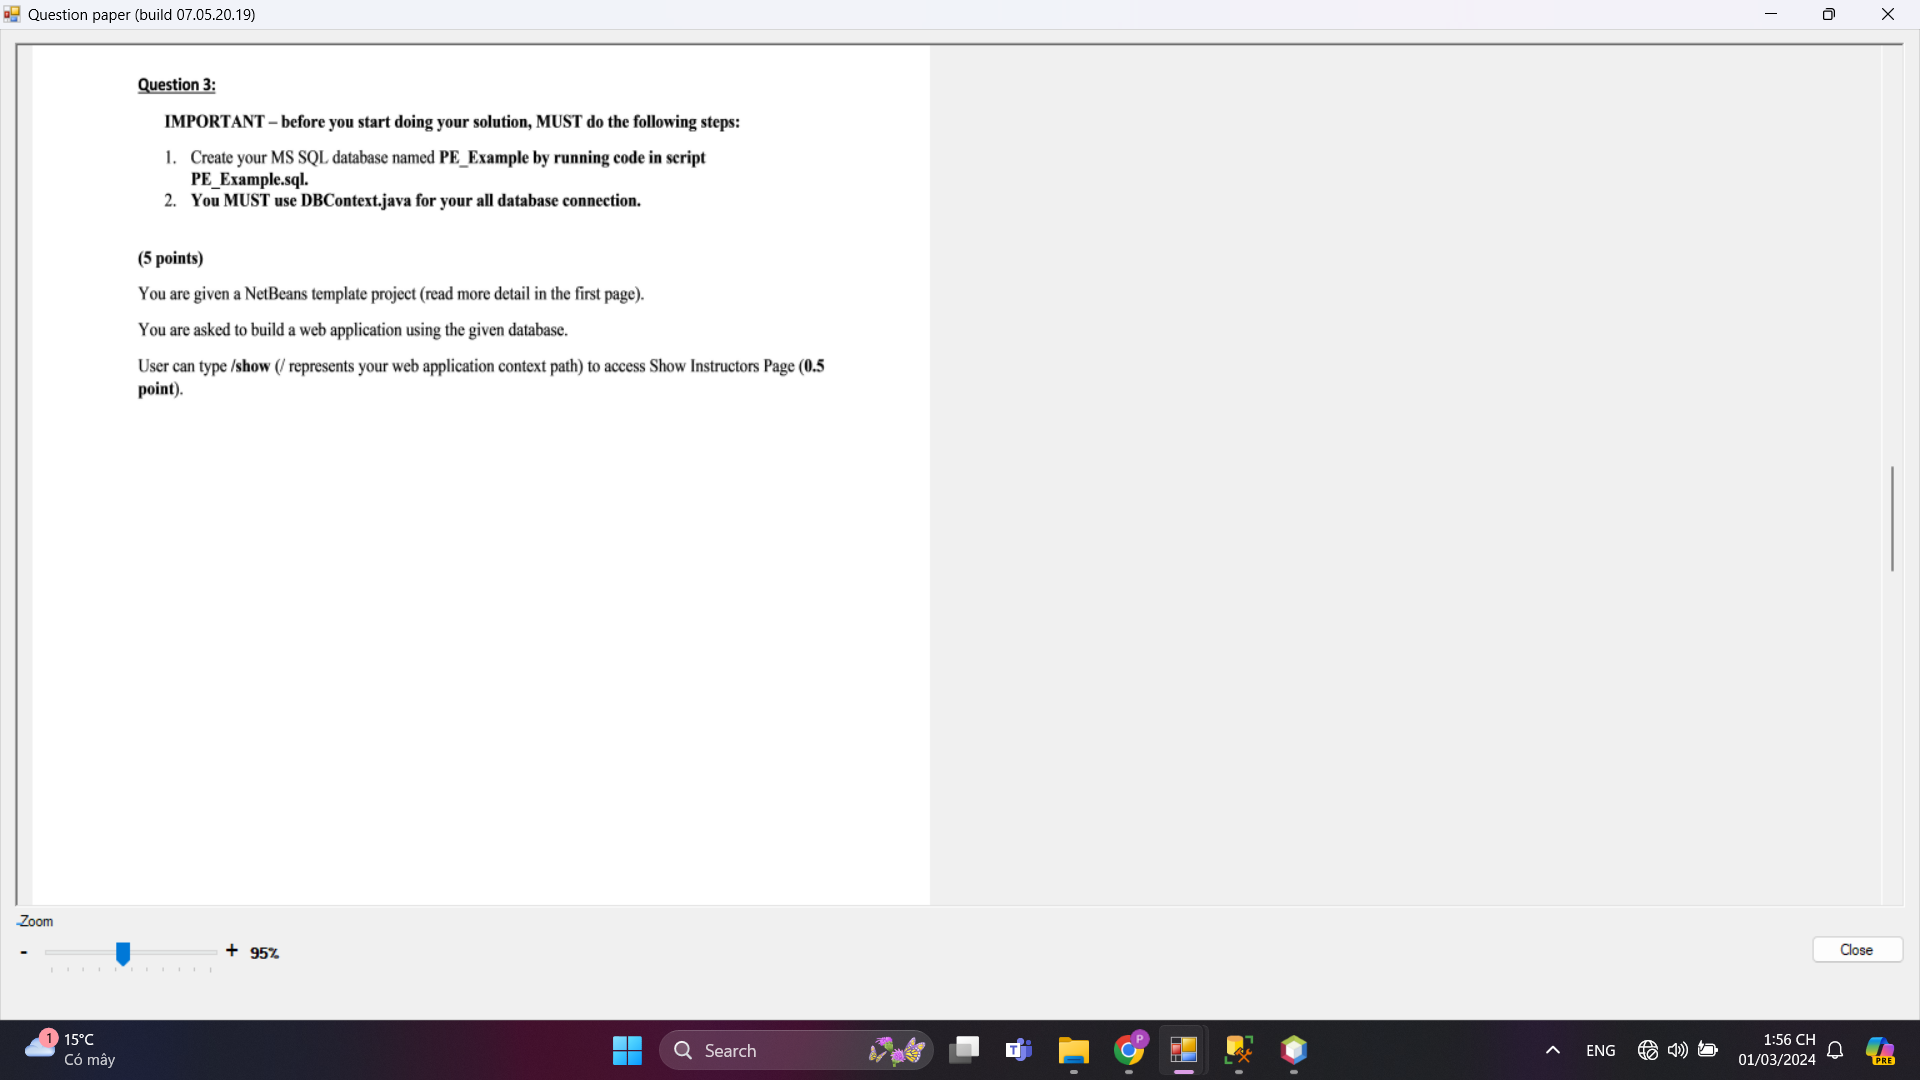 Question paper (build 07.05.20.19)
Question 3:
IMPORTANT – before you start doing your solution, MUST do the following steps:
1. Create your MS SQL database named PE_Example by running code in script
PE_Example.sql.
2. You MUST use DBContext.java for your all database connection.
(5 points)
You are given a NetBeans template project (read more detail in the first page).
You are asked to build a web application using the given database.
User can type /show (/ represents your web application context path) to access Show Instructors Page (0.5
point).
Zoom
- + 95%
Close
1
15°C
Có mây
Search
T
P
ENG
1:56 CH
01/03/2024
PRE